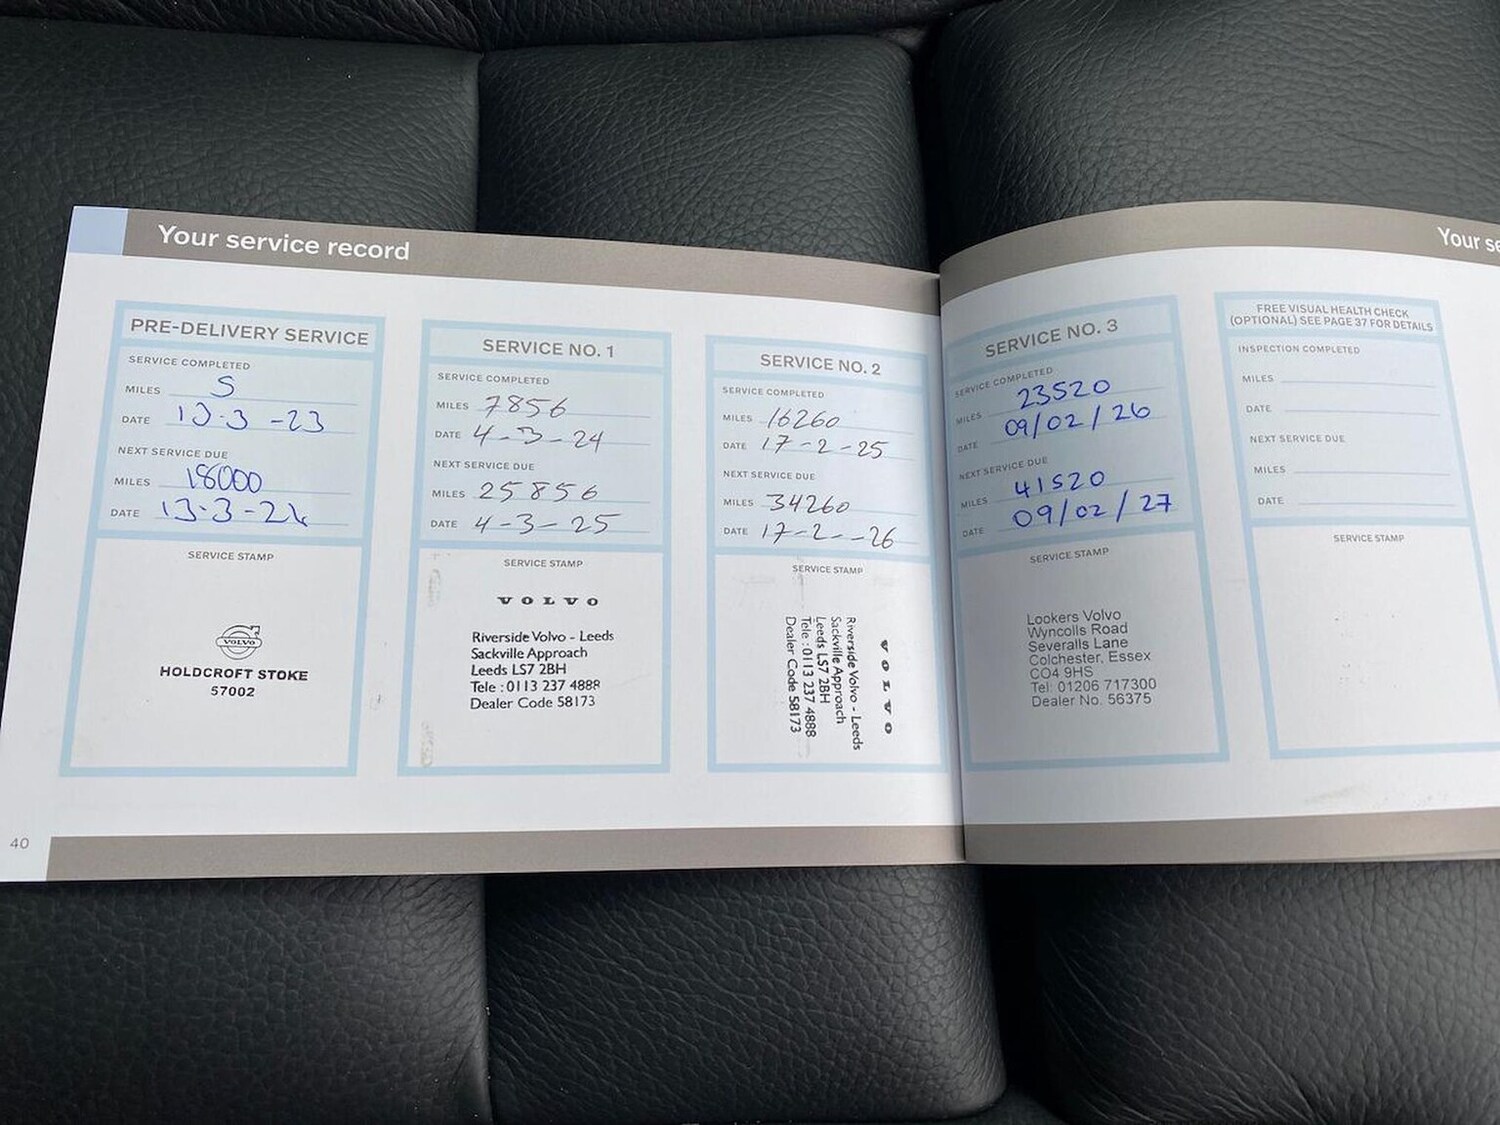 Your service record
PRE-DELIVERY SERVICE
SERVICE COMPLETED
MILES 5
DATE 13-3-23
NEXT SERVICE DUE
MILES 18000
DATE 13-3-24
SERVICE STAMP
VOLVO
HOLDCROFT STOKE
57002
SERVICE NO. 1
SERVICE COMPLETED
MILES 7856
DATE 4-3-24
NEXT SERVICE DUE
MILES 25856
DATE 4-3-25
SERVICE STAMP
VOLVO
Riverside Volvo - Leeds
Sackville Approach
Leeds LS7 2BH
Tele : 0113 237 4888
Dealer Code 58173
SERVICE NO. 2
SERVICE COMPLETED
MILES 16260
DATE 17-2-25
NEXT SERVICE DUE
MILES 34260
DATE 17-2--26
SERVICE STAMP
VOLVO
Riverside Volvo - Leeds
Sackville Approach
Leeds LS7 2BH
Tele : 0113 237 4888
Dealer Code 58173
40
Your se
SERVICE NO. 3
SERVICE COMPLETED
MILES 23520
DATE 09/02/26
NEXT SERVICE DUE
MILES 41520
DATE 09/02/27
SERVICE STAMP
Lookers Volvo
Wyncolls Road
Severalls Lane
Colchester, Essex
CO4 9HS
Tel: 01206 717300
Dealer No. 56375
FREE VISUAL HEALTH CHECK
(OPTIONAL) SEE PAGE 37 FOR DETAILS
INSPECTION COMPLETED
MILES
DATE
NEXT SERVICE DUE
MILES
DATE
SERVICE STAMP